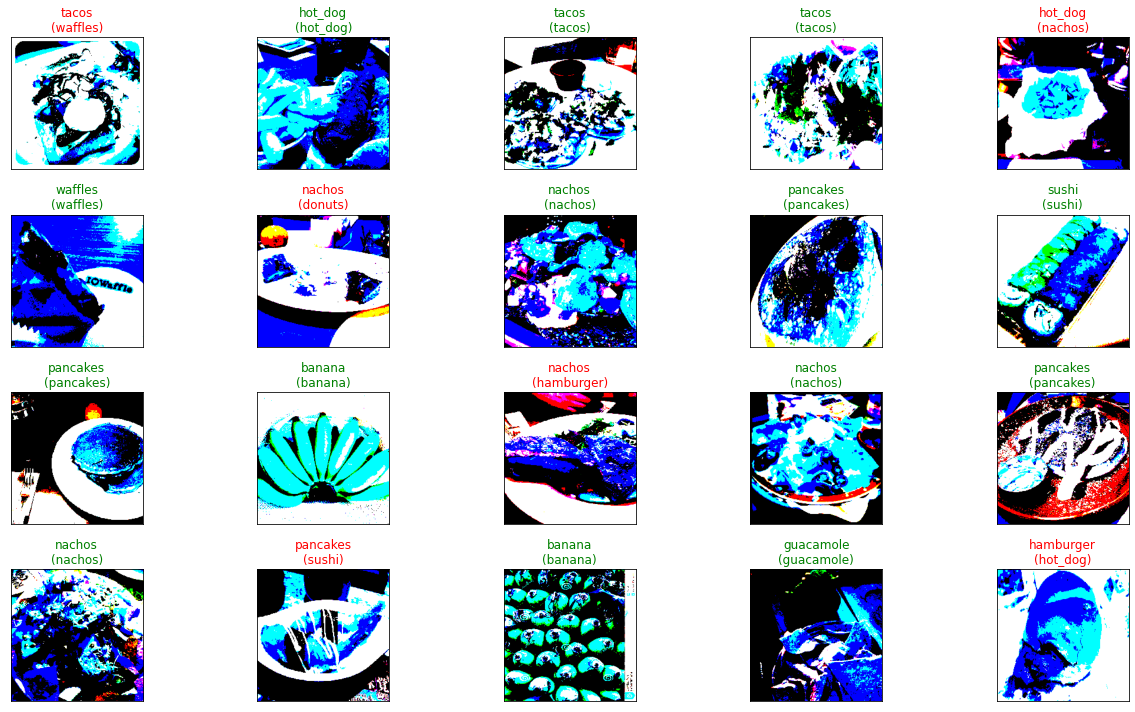 tacos
(waffles)
hot_dog
(hot_dog)
tacos
(tacos)
tacos
(tacos)
hot_dog
(nachos)
waffles
(waffles)
nachos
(donuts)
nachos
(nachos)
pancakes
(pancakes)
sushi
(sushi)
IOWaffle
pancakes
(pancakes)
banana
(banana)
nachos
(hamburger)
nachos
(nachos)
pancakes
(pancakes)
nachos
(nachos)
pancakes
(sushi)
banana
(banana)
guacamole
(guacamole)
hamburger
(hot_dog)